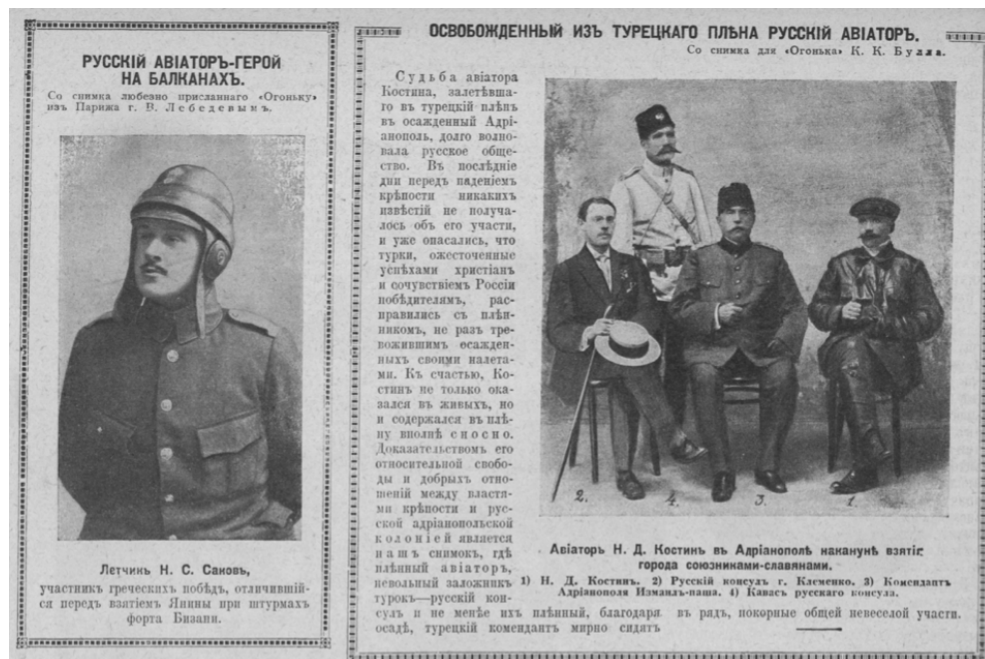 РУССКІЙ АВІАТОРЪ-ГЕРОЙ
НА БАЛКАНАХЪ.
Со снимка любезно присланнаго «Огоньку»
изъ Парижа г. В. Лебедевымъ.
Летчикъ Н. С. Саковъ,
участникъ греческихъ побѣдъ, отличившій-
ся передъ взятіемъ Янины при штурмахъ
форта Бизани.
ОСВОБОЖДЕННЫЙ ИЗЪ ТУРЕЦКАГО ПЛѢНА РУССКІЙ АВІАТОРЪ.
Со снимка для «Огонька» К. К. Булла.
Судьба авіатора
Костина, залетѣвша-
го въ турецкій плѣнъ
въ осажденный Адрі-
анополь, долго волно-
вала русское обще-
ство. Въ послѣдніе
дни передъ паденіемъ
крѣпости никакихъ
извѣстій не получа-
лось объ его участи,
и уже опасались, что
турки, ожесточенные
успѣхами христіанъ
и сочувствіемъ Россіи
побѣдителямъ, рас-
правились съ плѣн-
никомъ, не разъ тре-
вожившимъ осажден-
ныхъ своими налета-
ми. Къ счастью, Ко-
стинъ не только ока-
зался въ живыхъ, но
и содержался въ плѣ-
ну вполнѣ сносно.
Доказательствомъ его
относительной свобо-
ды и добрыхъ отно-
шеній между властя-
ми крѣпости и рус-
ской адріанопольской
колоніей является
нашъ снимокъ, гдѣ
плѣнный авіаторъ,
невольный заложникъ
турокъ—русскій кон-
сулъ и не менѣе ихъ плѣнный, благодаря
осадѣ, турецкій комендантъ мирно сидятъ
2. 4. 3. 1.
Авіаторъ Н. Д. Костинъ въ Адріанополѣ наканунѣ взятія
города союзниками-славянами.
1) Н. Д. Костинъ. 2) Русскій консулъ г. Клеменко. 3) Комендантъ
Адріанополя Измаилъ-паша. 4) Кавасъ русскаго консула.
въ рядъ, покорные общей невеселой участи.